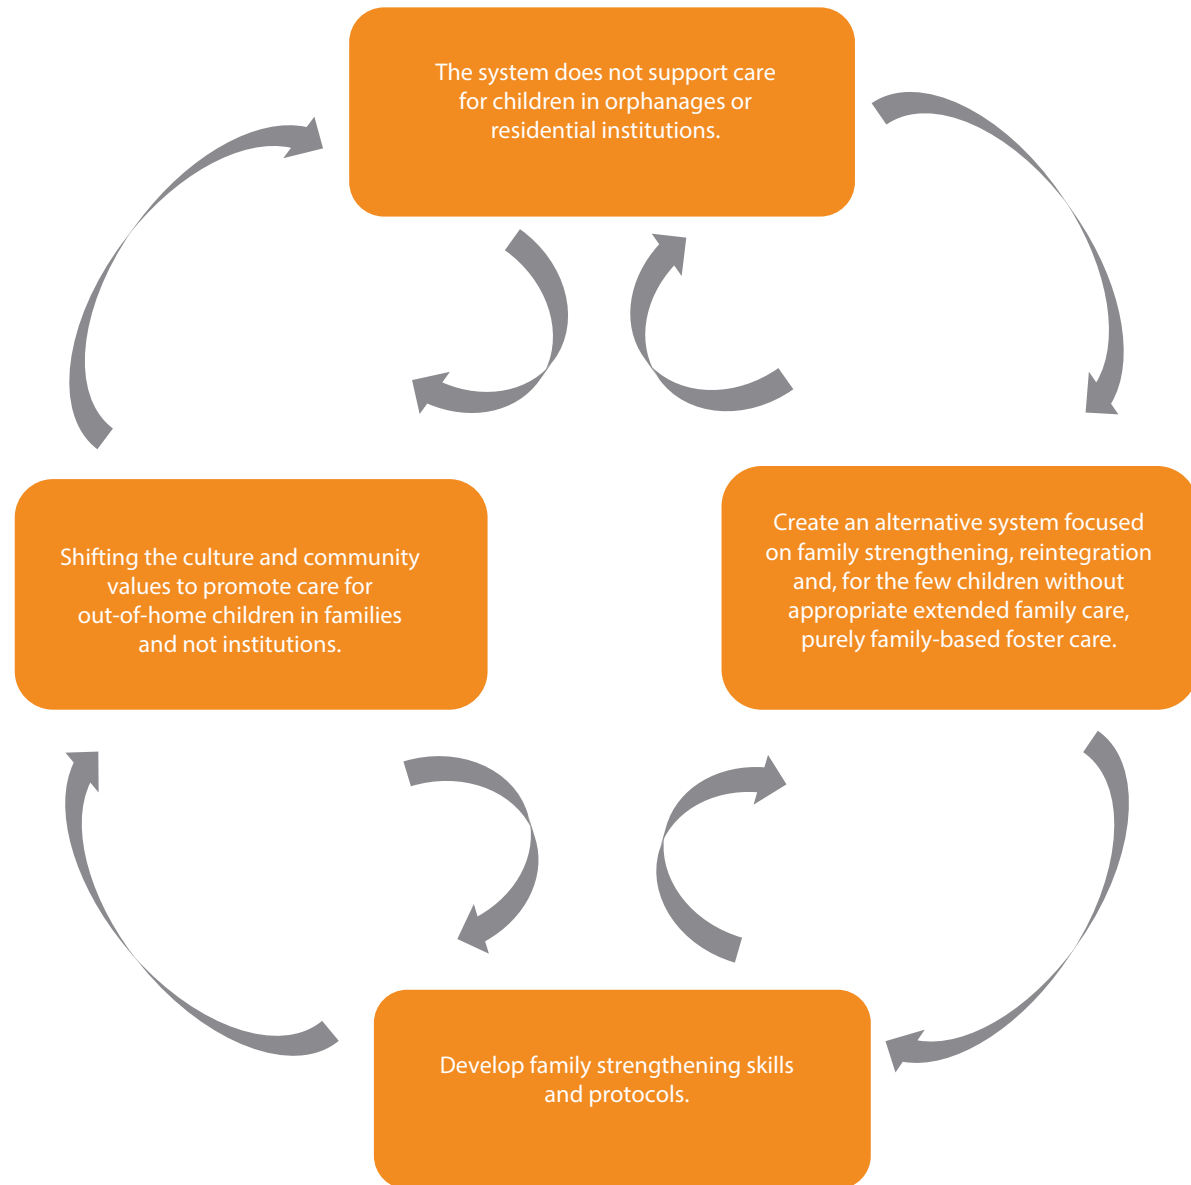 The system does not support care
for children in orphanages or
residential institutions.
Shifting the culture and community
values to promote care for
out-of-home children in families
and not institutions.
Create an alternative system focused
on family strengthening, reintegration
and, for the few children without
appropriate extended family care,
purely family-based foster care.
Develop family strengthening skills
and protocols.